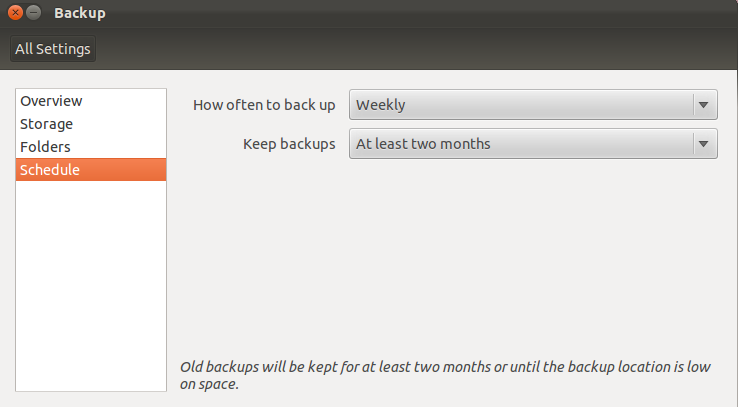 Backup
All Settings
Overview
Storage
Folders
Schedule
How often to back up Weekly
Keep backups At least two months
Old backups will be kept for at least two months or until the backup location is low
on space.